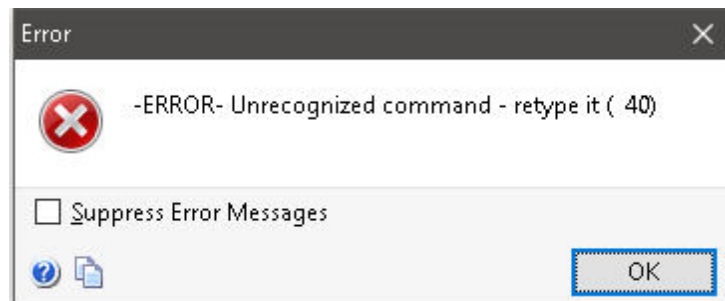 Error
-ERROR- Unrecognized command - retype it ( 40)
Suppress Error Messages
OK